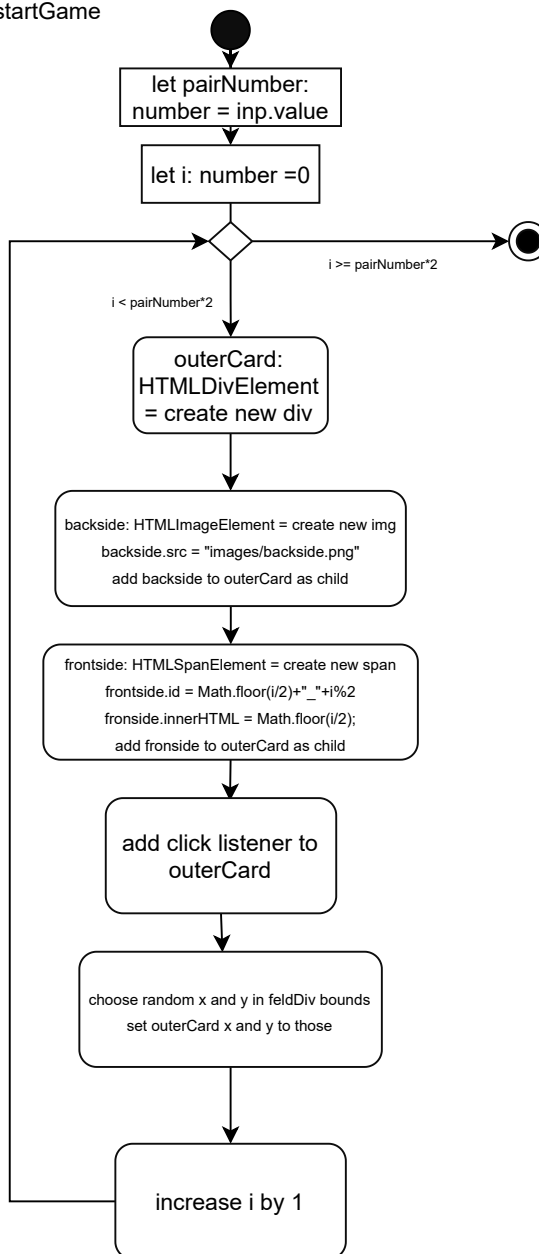 startGame
let pairNumber:
number = inp.value
let i: number =0
i >= pairNumber*2
i < pairNumber*2
outerCard:
HTMLDivElement
= create new div
backside: HTMLImageElement = create new img
backside.src = "images/backside.png"
add backside to outerCard as child
frontside: HTMLSpanElement = create new span
frontside.id = Math.floor(i/2)+"_"+i%2
fronside.innerHTML = Math.floor(i/2);
add fronside to outerCard as child
add click listener to
outerCard
choose random x and y in feldDiv bounds
set outerCard x and y to those
increase i by 1